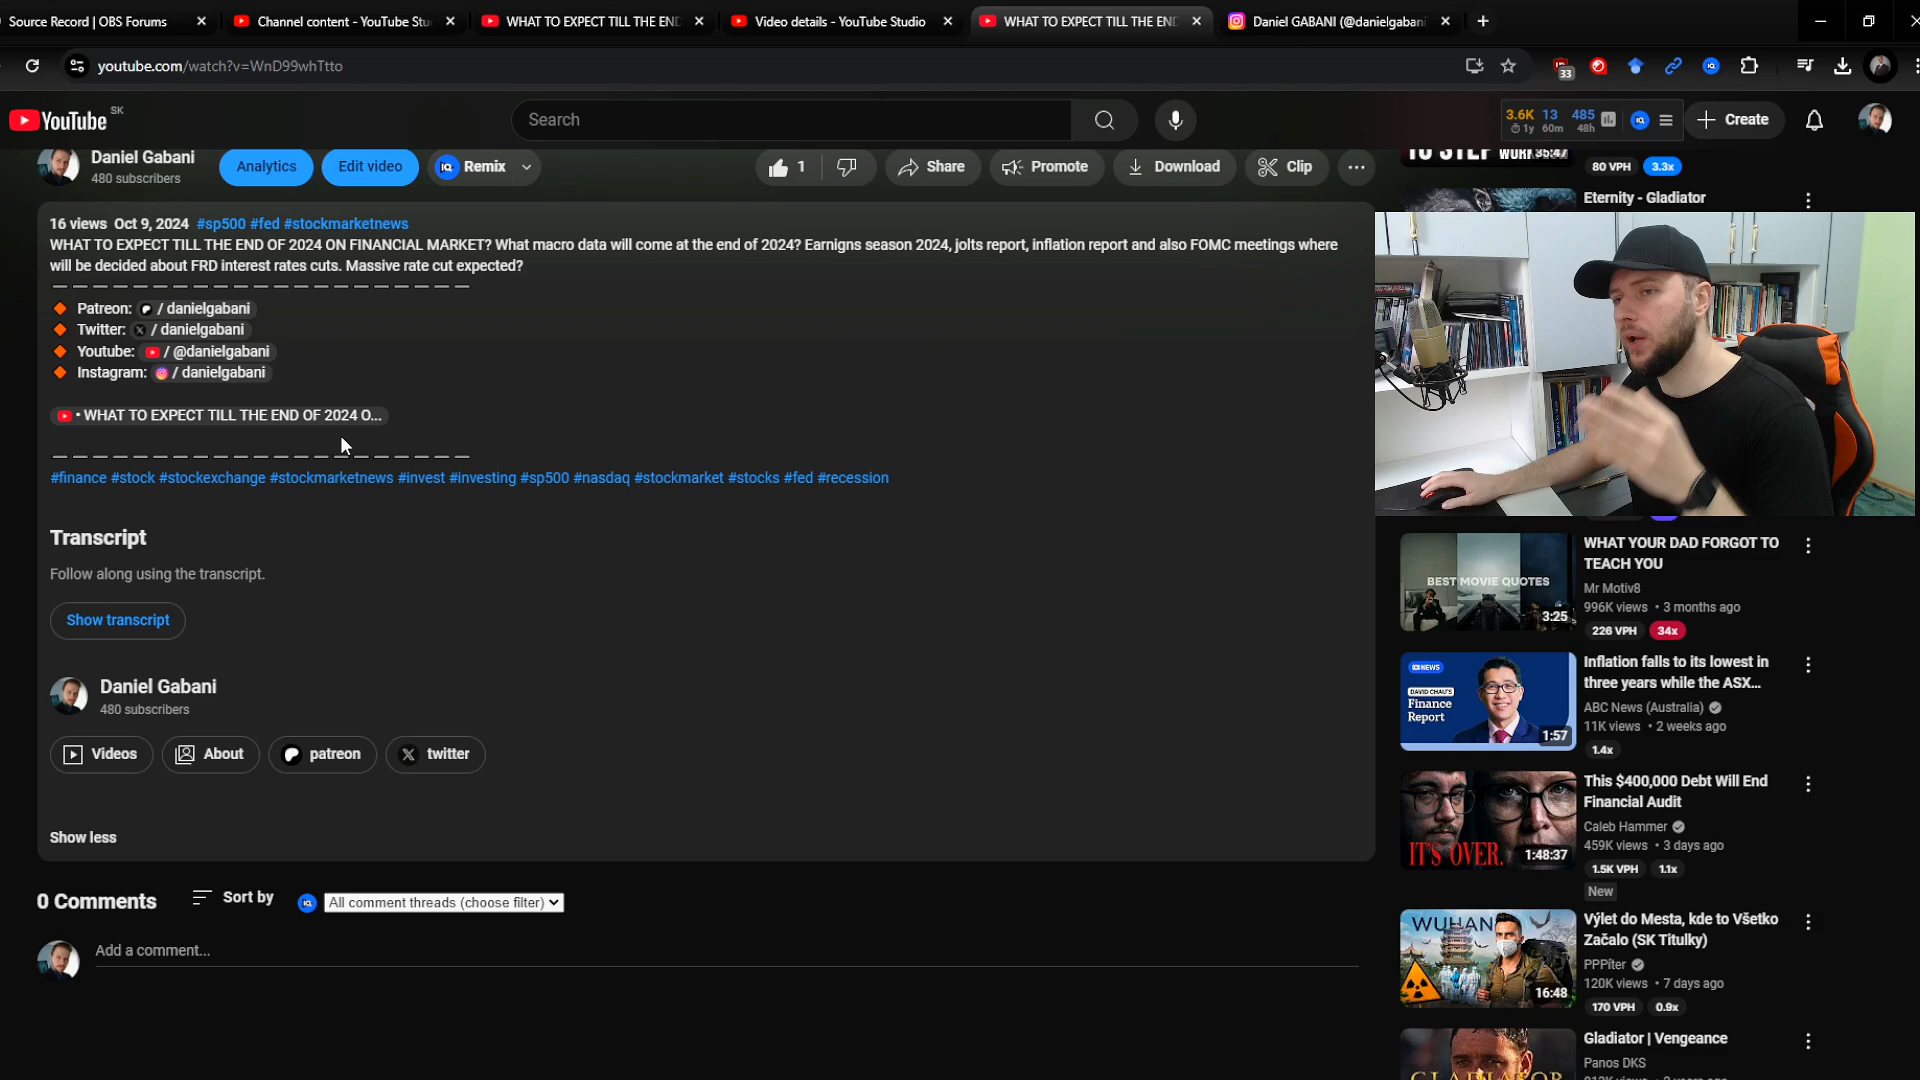 Source Record | OBS Forums
Channel content - YouTube Stu
WHAT TO EXPECT TILL THE END
Video details - YouTube Studio
WHAT TO EXPECT TILL THE END
Daniel GABANI (@danielgabani
youtube.com/watch?v=WnD99whTtto
33
YouTube SK
Search
3.6K 13 485
1y 60m 48h
Create
Daniel Gabani
480 subscribers
Analytics
Edit video
Remix
1
Share
Promote
Download
Clip
35:47
80 VPH 3.3x
Eternity - Gladiator
16 views Oct 9, 2024 #sp500 #fed #stockmarketnews
WHAT TO EXPECT TILL THE END OF 2024 ON FINANCIAL MARKET? What macro data will come at the end of 2024? Earnigns season 2024, jolts report, inflation report and also FOMC meetings where
will be decided about FRD interest rates cuts. Massive rate cut expected?
Patreon: / danielgabani
Twitter: / danielgabani
Youtube: / @danielgabani
Instagram: / danielgabani
• WHAT TO EXPECT TILL THE END OF 2024 O...
#finance #stock #stockexchange #stockmarketnews #invest #investing #sp500 #nasdaq #stockmarket #stocks #fed #recession
Transcript
Follow along using the transcript.
Show transcript
Daniel Gabani
480 subscribers
Videos
About
patreon
twitter
Show less
0 Comments
Sort by
All comment threads (choose filter)
Add a comment...
BEST MOVIE QUOTES
3:25
WHAT YOUR DAD FORGOT TO
TEACH YOU
Mr Motiv8
996K views • 3 months ago
226 VPH 34x
NEWS
DAVID CHAU'S
Finance
Report
1:57
Inflation falls to its lowest in
three years while the ASX...
ABC News (Australia)
11K views • 2 weeks ago
1.4x
IT'S OVER.
1:48:37
This $400,000 Debt Will End
Financial Audit
Caleb Hammer
459K views • 3 days ago
1.5K VPH 1.1x
New
WUHAN
16:48
Výlet do Mesta, kde to Všetko
Začalo (SK Titulky)
PPPíter
120K views • 7 days ago
170 VPH 0.9x
Gladiator | Vengeance
Panos DKS